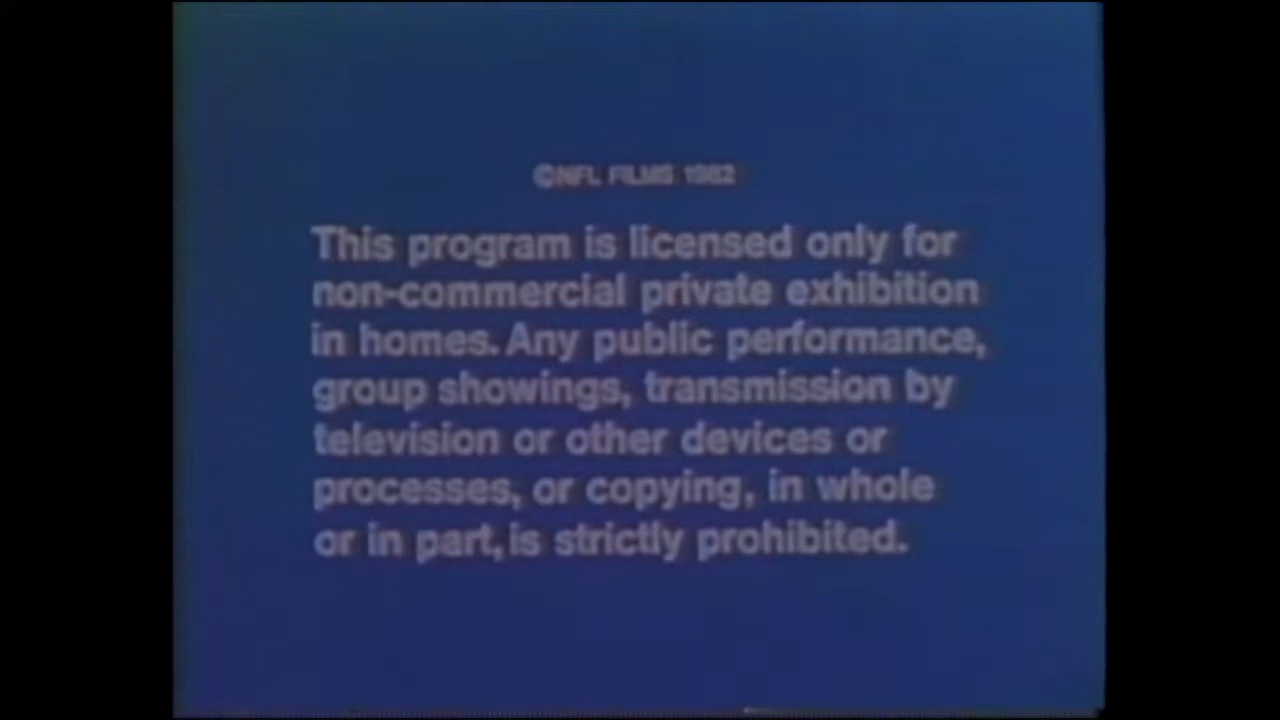 ©NFL FILMS 1982
This program is licensed only for
non-commercial private exhibition
in homes. Any public performance,
group showings, transmission by
television or other devices or
processes, or copying, in whole
or in part, is strictly prohibited.